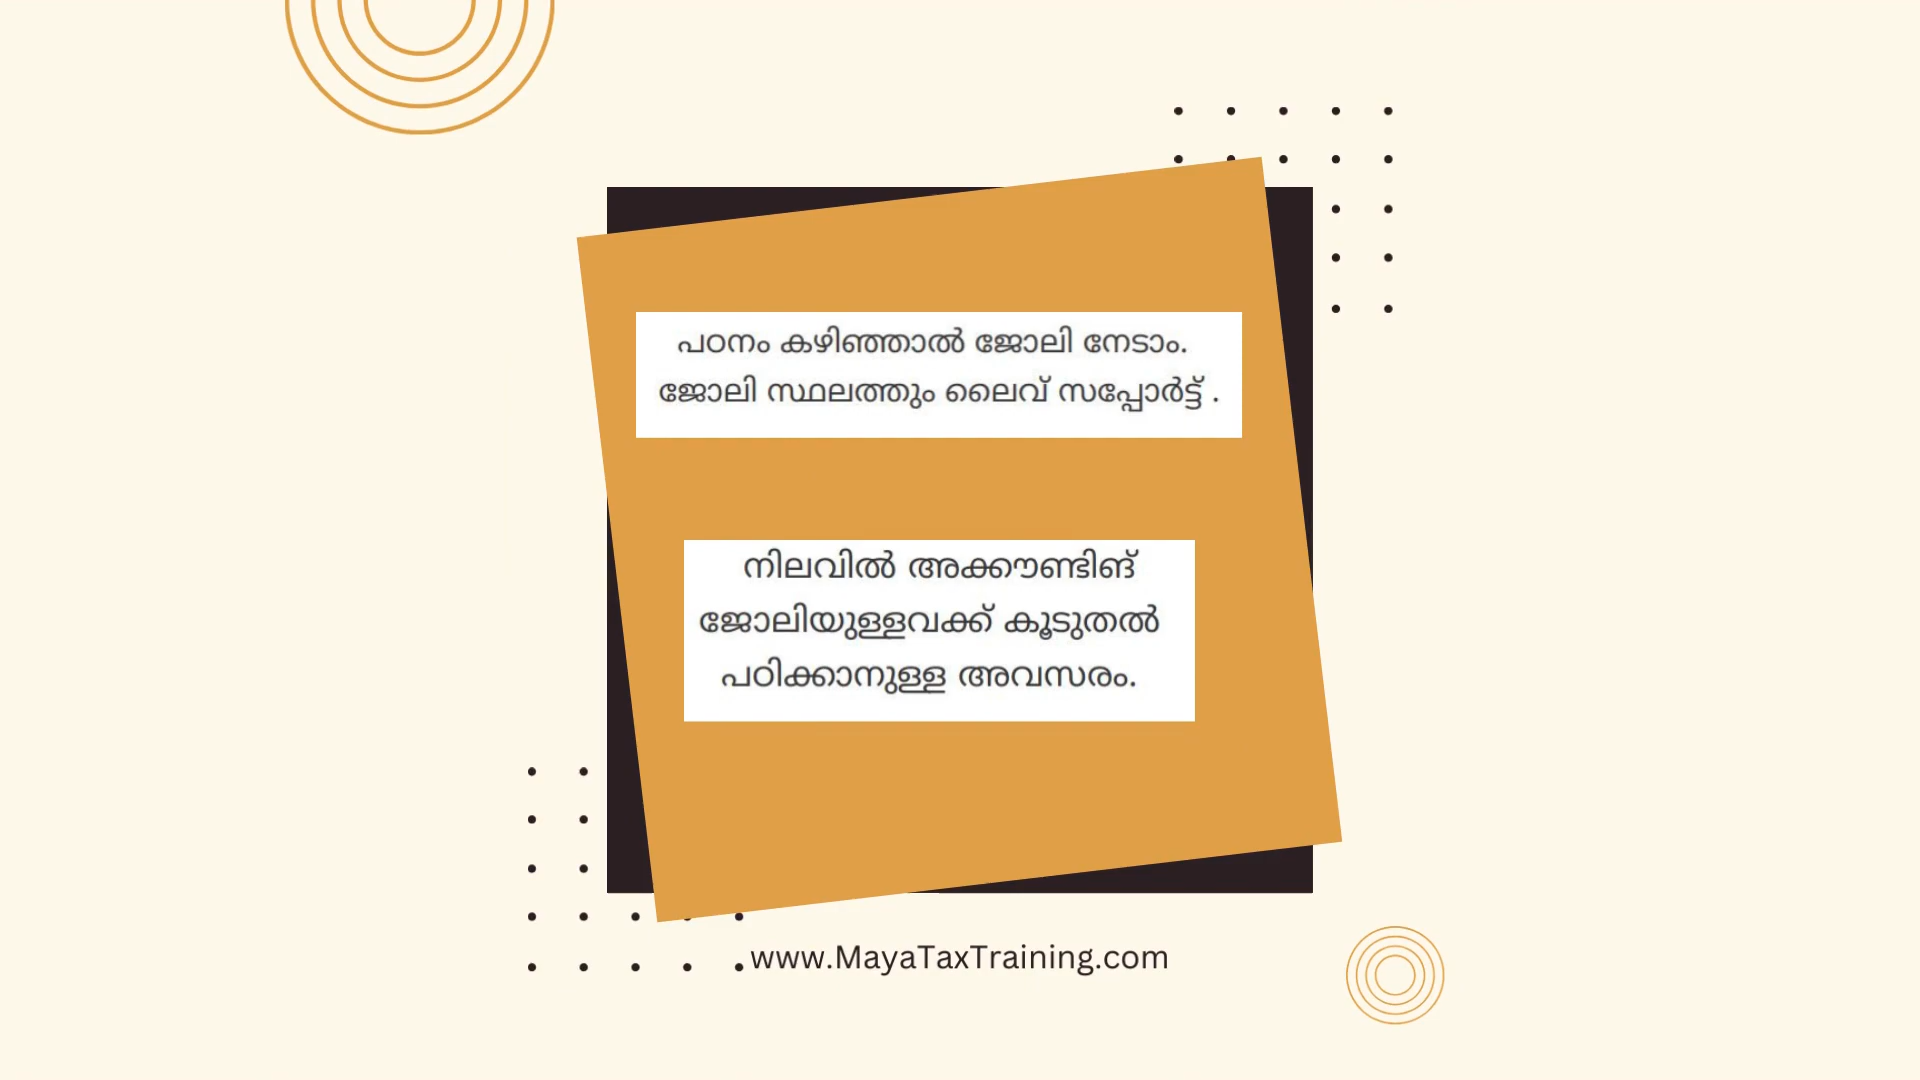 പഠനം കഴിഞ്ഞാൽ ജോലി നേടാം.
ജോലി സ്ഥലത്തും ലൈവ് സപ്പോർട്ട് .
നിലവിൽ അക്കൗണ്ടിങ്
ജോലിയുള്ളവക്ക് കൂടുതൽ
പഠിക്കാനുള്ള അവസരം.
www.MayaTaxTraining.com